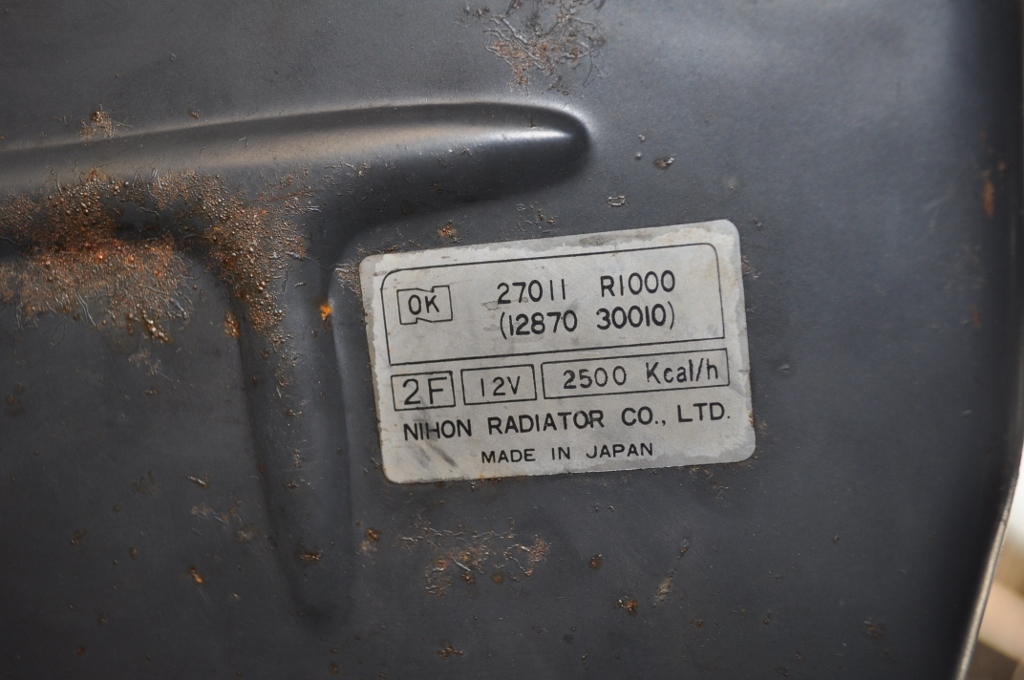 OK 27011 R1000
(12870 30010)
2F 12V 2500 Kcal/h
NIHON RADIATOR CO., LTD.
MADE IN JAPAN